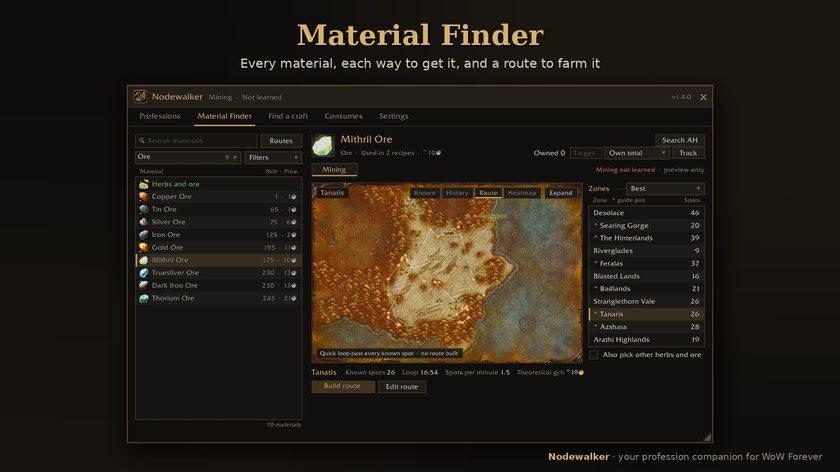 Material Finder
Every material, each way to get it, and a route to farm it
Nodewalker Mining · Not learned v1.4.0
Professions Material Finder Find a craft Consumes Settings
Search materials Routes
Ore 9 Filters
Material Skill · Price
Herbs and ore
Copper Ore 1 · 1
Tin Ore 65 · 1
Silver Ore 75 · 6
Iron Ore 125 · 2
Gold Ore 155 · 11
Mithril Ore 175 · 10
Truesilver Ore 230 · 13
Dark Iron Ore 230 · 13
Thorium Ore 245 · 21
10 materials
Mithril Ore
Ore · Used in 2 recipes · ~10
Search AH
Owned 0 Target Own total Track
Mining
Mining not learned · preview only
Tanaris Known History Route Heatmap Expand
Quick loop past every known spot · no route built
Tanaris Known spots 26 Loop 16:54 Spots per minute 1.5 Theoretical g/h ~19
Build route Edit route
Zones Best
Zone * guide pick Spots
Desolace 46
* Searing Gorge 20
* The Hinterlands 39
Riverglades 9
* Feralas 37
Blasted Lands 16
* Badlands 21
Stranglethorn Vale 26
* Tanaris 26
* Azshara 28
Arathi Highlands 19
Also pick other herbs and ore
Nodewalker · your profession companion for WoW Forever